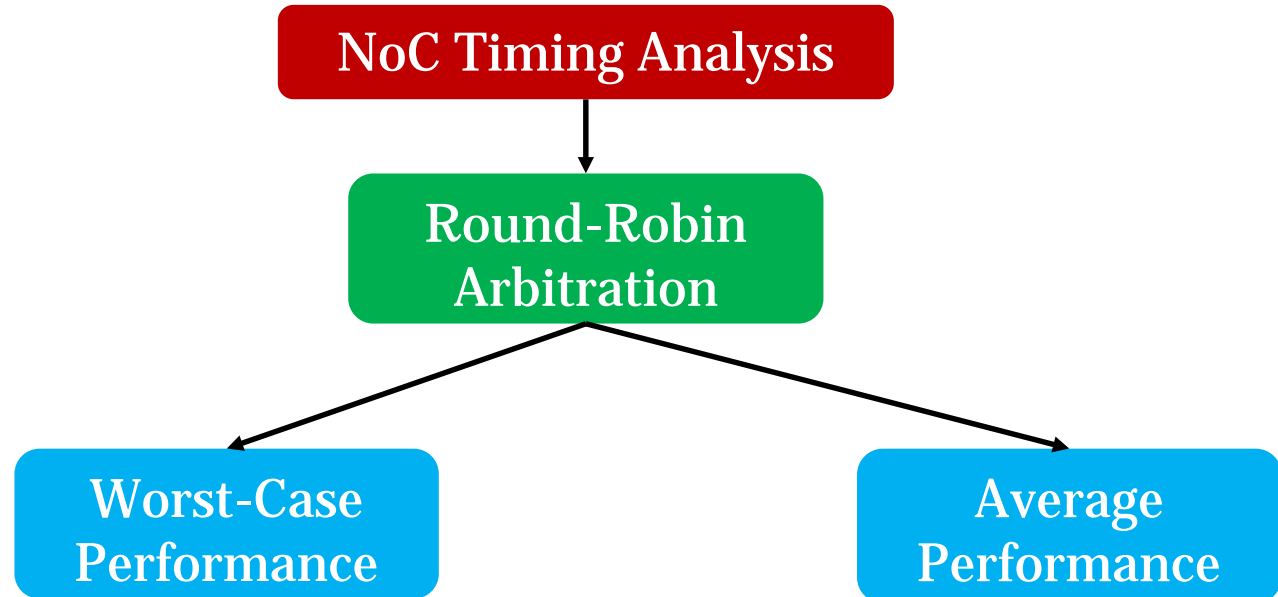 NoC Timing Analysis
Round-Robin
Arbitration
Worst-Case
Performance
Average
Performance